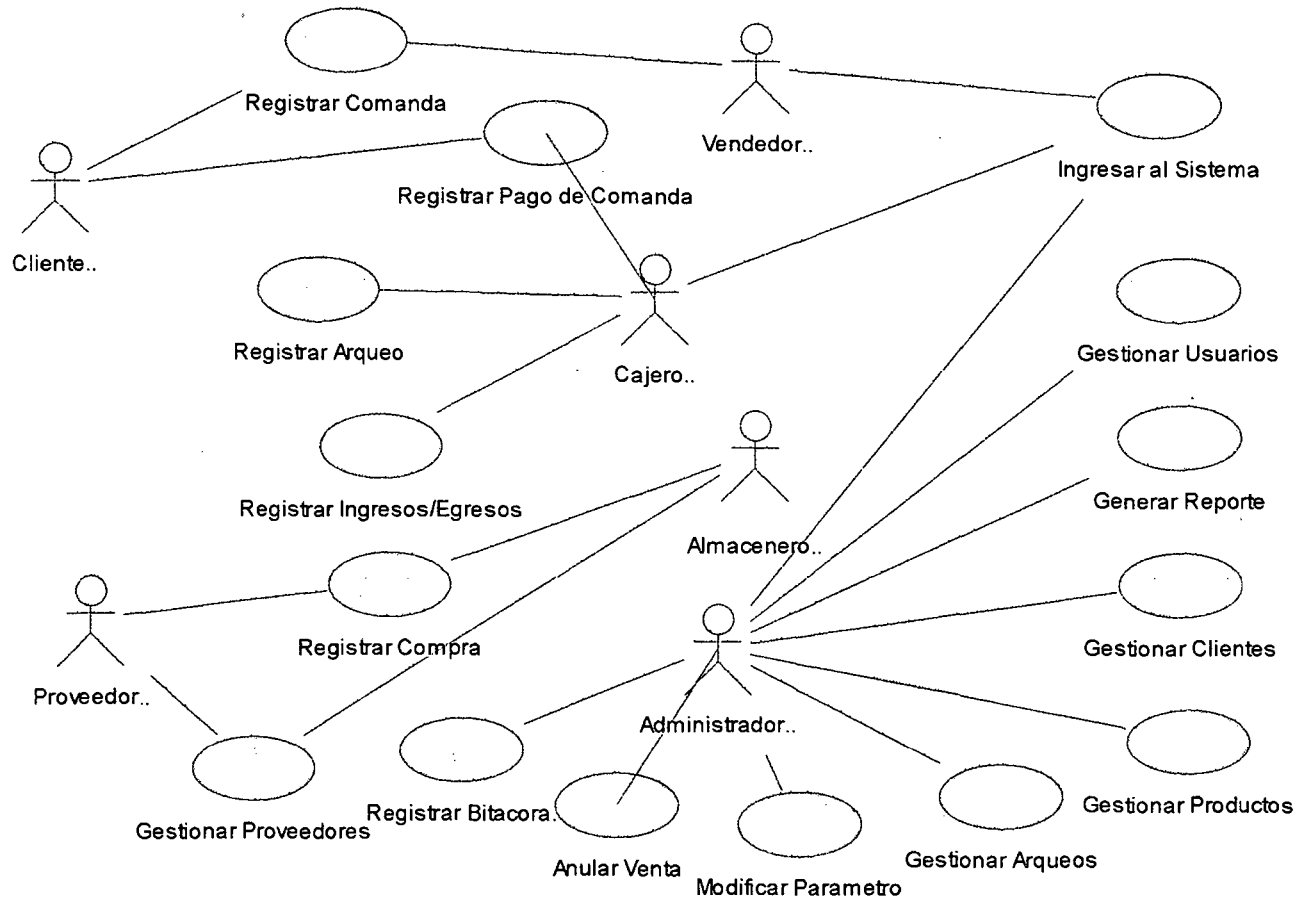 Registrar Comanda
Vendedor..
Ingresar al Sistema
Registrar Pago de Comanda
Cliente..
Registrar Arqueo
Cajero..
Gestionar Usuarios
Registrar Ingresos/Egresos
Generar Reporte
Almacenero..
Registrar Compra
Gestionar Clientes
Proveedor..
Administrador..
Gestionar Proveedores
Registrar Bitacora.
Gestionar Productos
Anular Venta
Modificar Parametro
Gestionar Arqueos